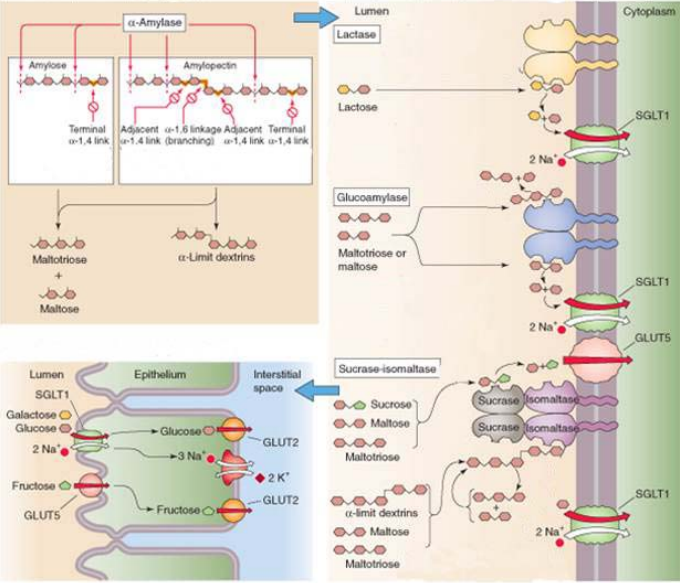 α-Amylase
Amylose
Amylopectin
Terminal
α-1,4 link
Adjacent
α-1,4 link
α-1,6 linkage
(branching)
Adjacent
α-1,4 link
Terminal
α-1,4 link
Maltotriose
+
Maltose
α-Limit dextrins
Lumen
Cytoplasm
Lactase
Lactose
+
SGLT1
2 Na+
Glucoamylase
+
Maltotriose or
maltose
+
SGLT1
2 Na+
GLUT5
Sucrase-isomaltase
+
Sucrose
Maltose
Maltotriose
Sucrase
Isomaltase
Sucrase
Isomaltase
α-limit dextrins
+
Maltose
Maltotriose
SGLT1
2 Na+
Lumen
Epithelium
Interstitial
space
SGLT1
Galactose
Glucose
2 Na+
Glucose
GLUT2
3 Na+
2 K+
Fructose
GLUT5
Fructose
GLUT2